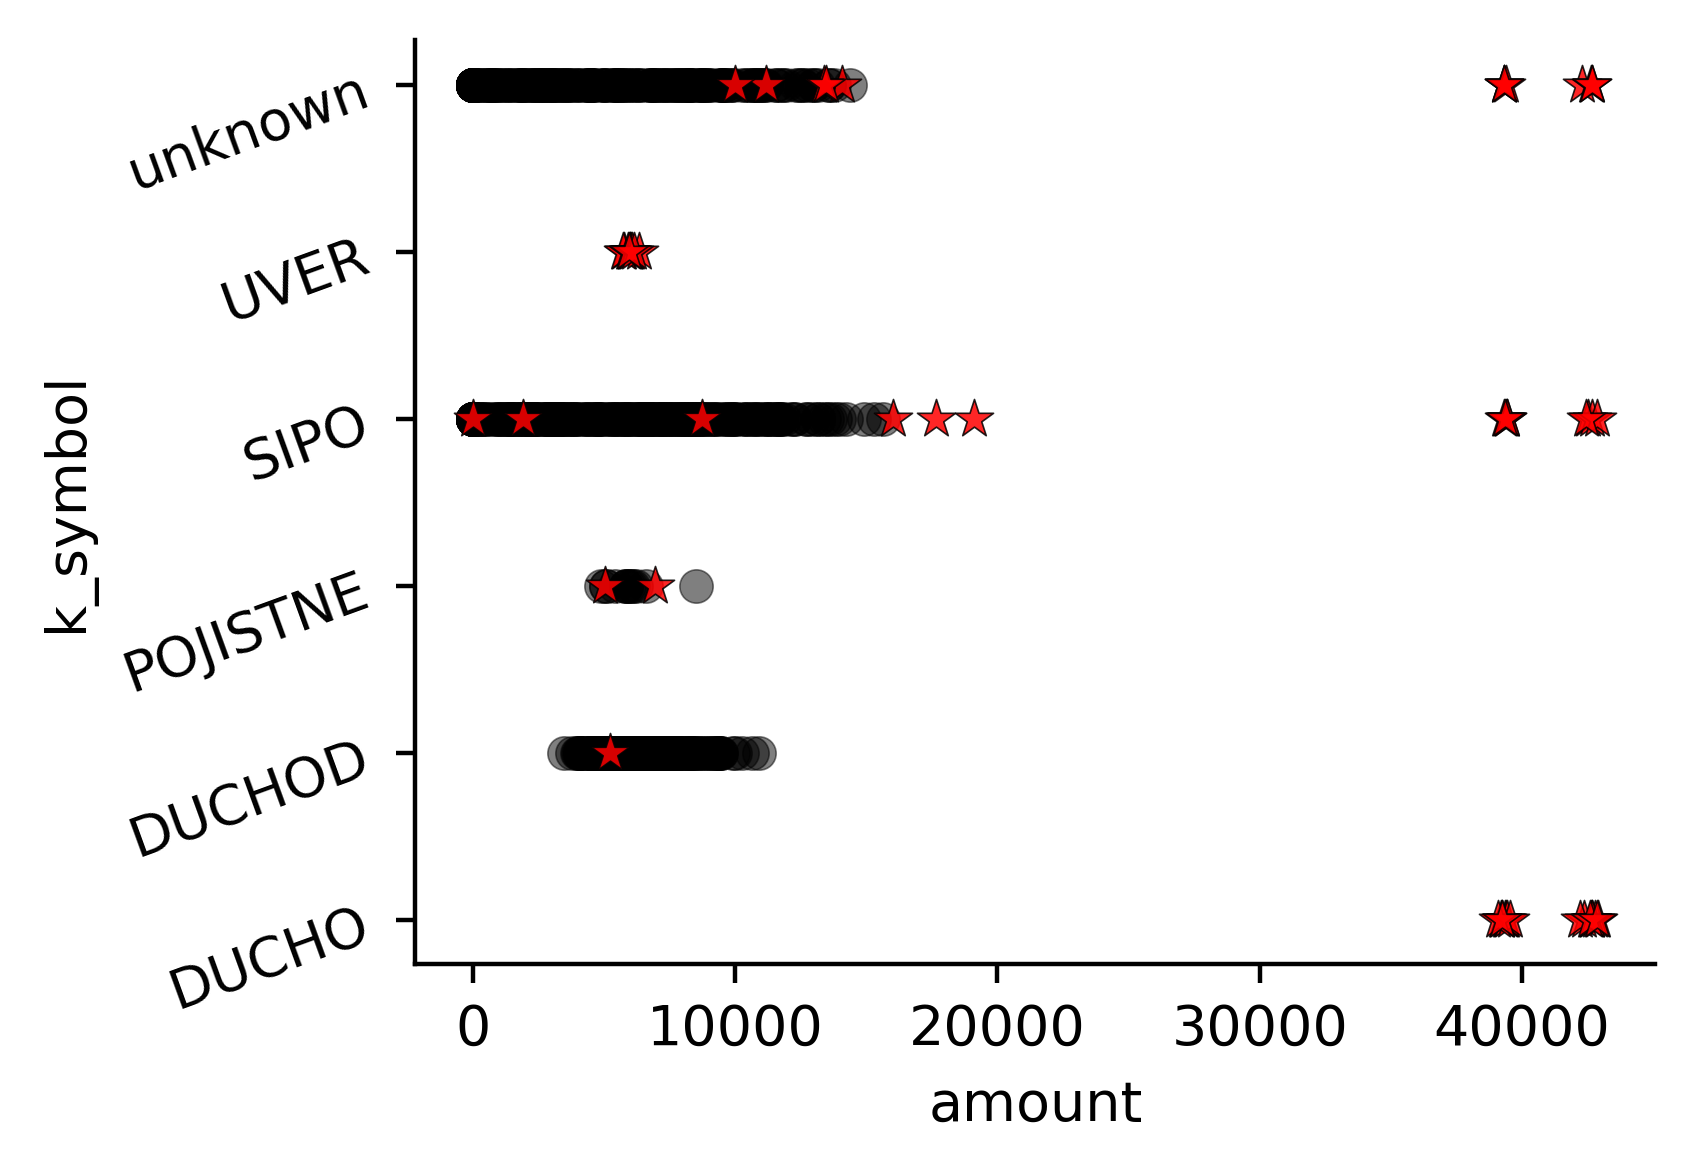 unknown
UVER
SIPO
POJISTNE
DUCHOD
DUCHO
k_symbol
0 10000 20000 30000 40000
amount